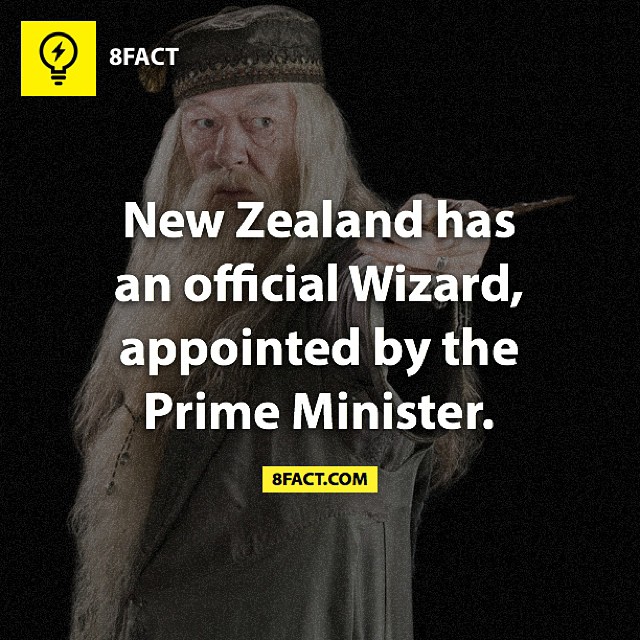 8FACT
New Zealand has
an official Wizard,
appointed by the
Prime Minister.
8FACT.COM